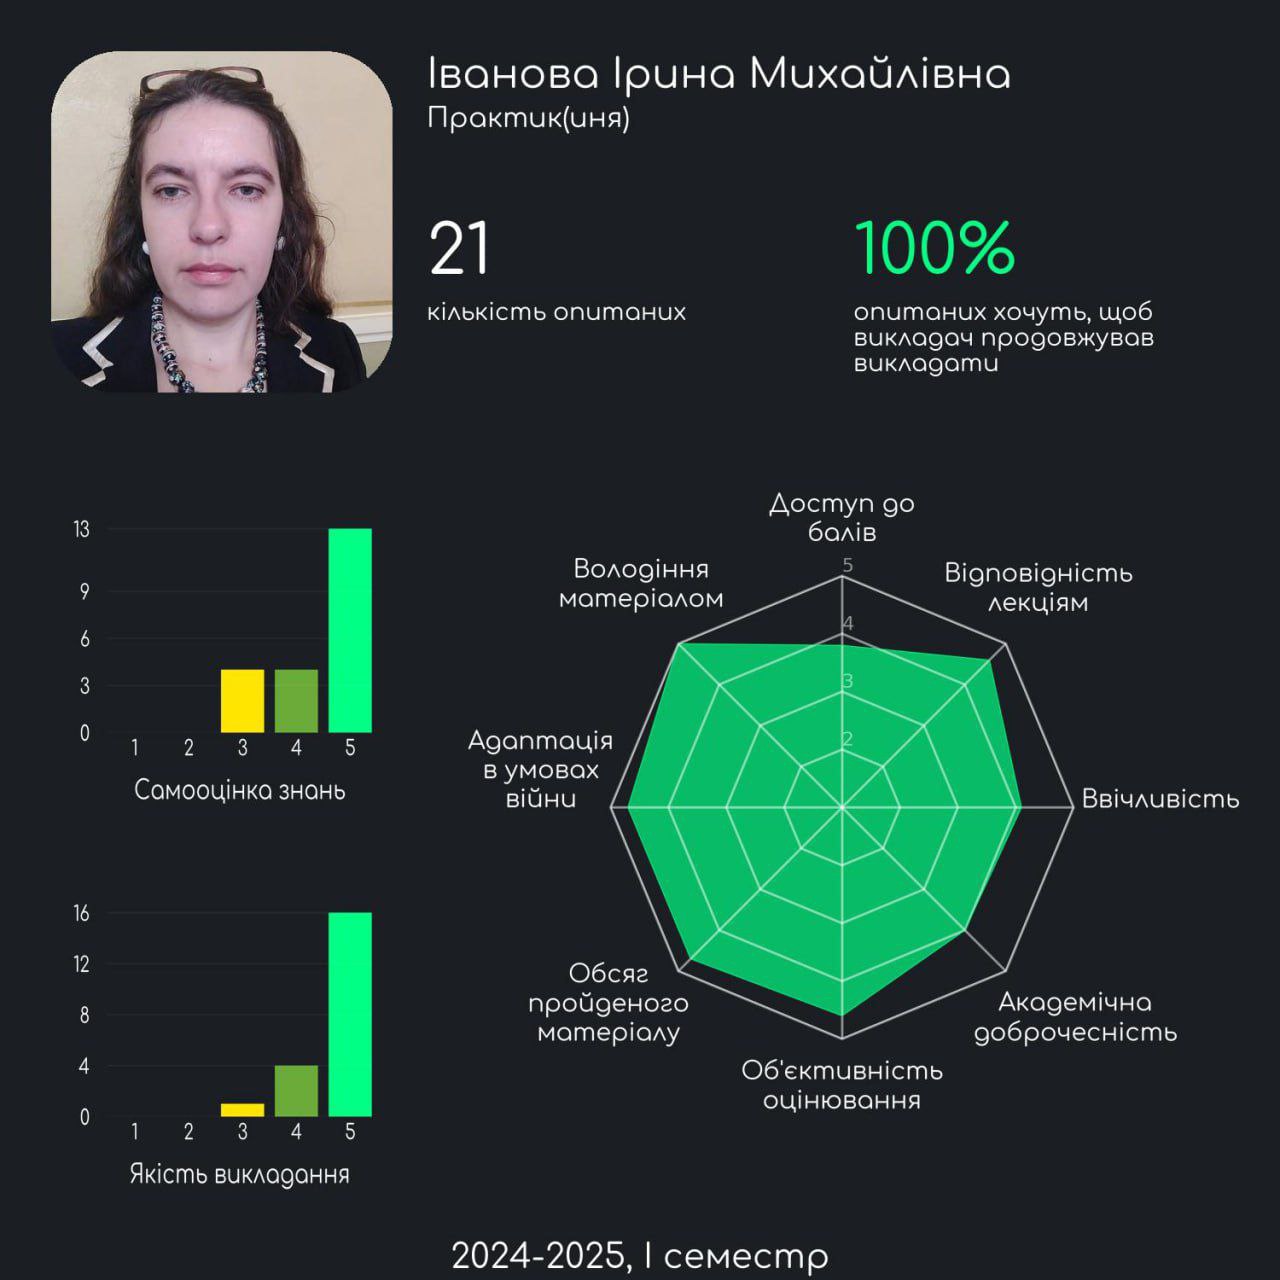 Іванова Ірина Михайлівна
Практик(иня)
21
кількість опитаних
100%
опитаних хочуть, щоб
викладач продовжував
викладати
13
9
6
3
0
1 2 3 4 5
Самооцінка знань
16
12
8
4
0
1 2 3 4 5
Якість викладання
Доступ до
балів
Відповідність
лекціям
Ввічливість
Академічна
доброчесність
Об'єктивність
оцінювання
Обсяг
пройденого
матеріалу
Адаптація
в умовах
війни
Володіння
матеріалом
5
4
3
2
2024-2025, І семестр